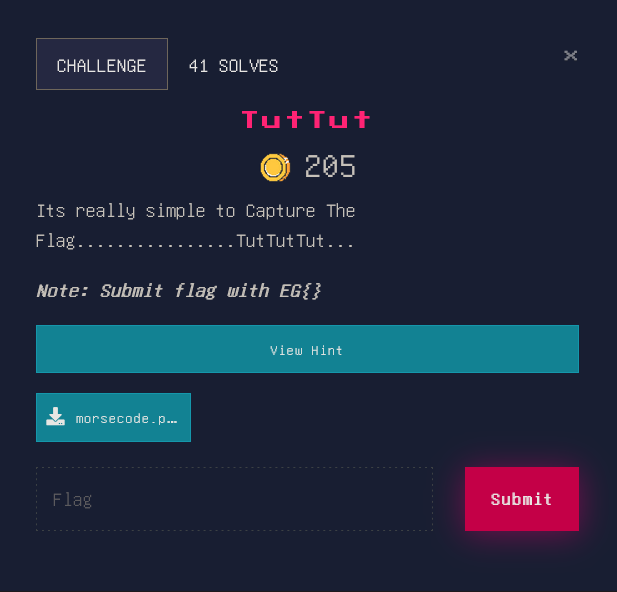 CHALLENGE
41 SOLVES
×
TutTut
205
Its really simple to Capture The
Flag................TutTutTut...
Note: Submit flag with EG{}
View Hint
morsecode.p…
Flag
Submit